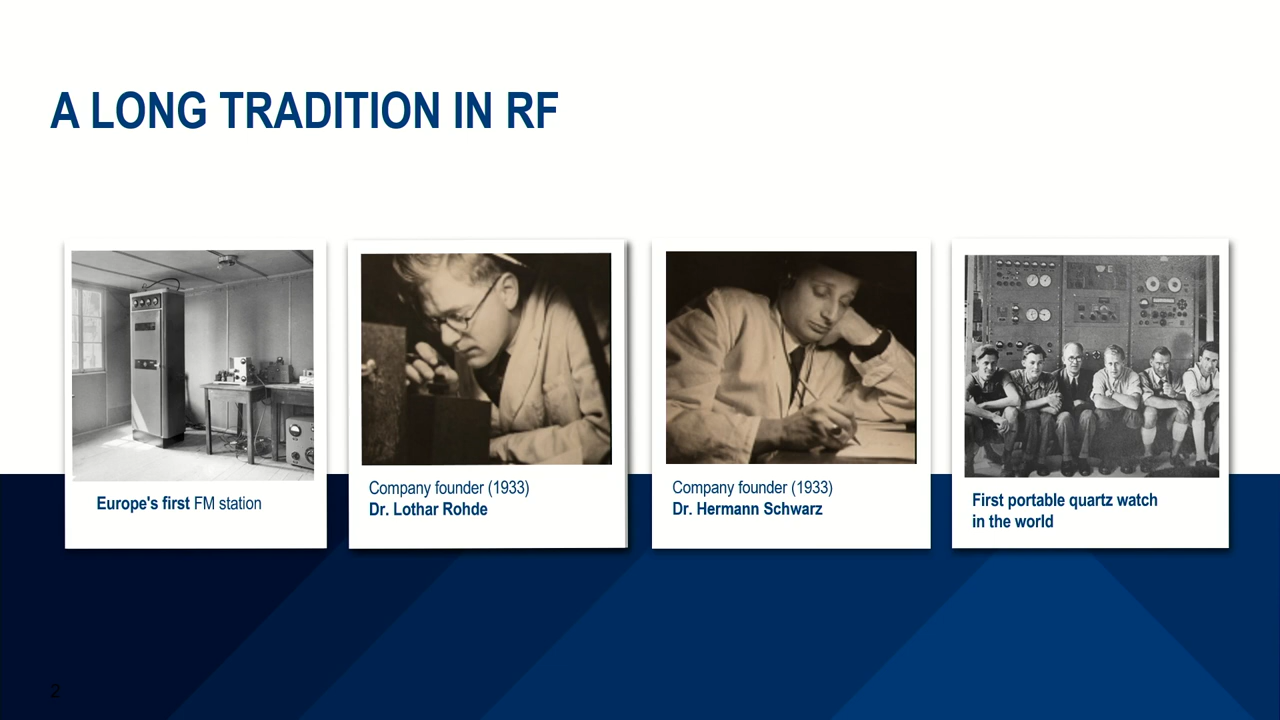 A LONG TRADITION IN RF
Europe's first FM station
Company founder (1933)
Dr. Lothar Rohde
Company founder (1933)
Dr. Hermann Schwarz
First portable quartz watch
in the world
2